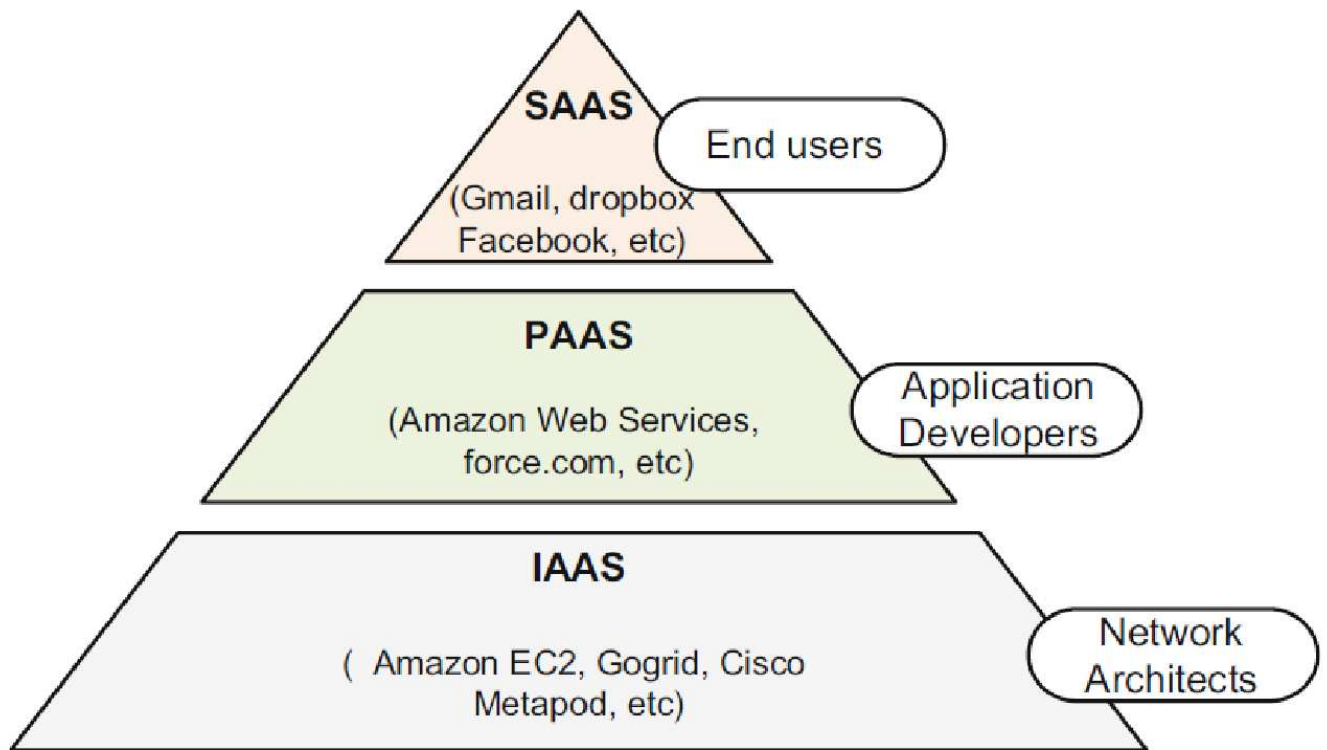 SAAS
End users
(Gmail, dropbox
Facebook, etc)
PAAS
Application
Developers
(Amazon Web Services,
force.com, etc)
IAAS
Network
Architects
( Amazon EC2, Gogrid, Cisco
Metapod, etc)